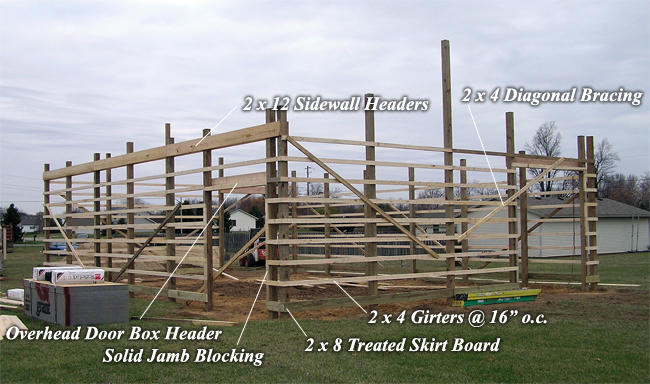 2 x 12 Sidewall Headers
2 x 4 Diagonal Bracing
2 x 4 Girters @ 16” o.c.
Overhead Door Box Header
Solid Jamb Blocking
2 x 8 Treated Skirt Board